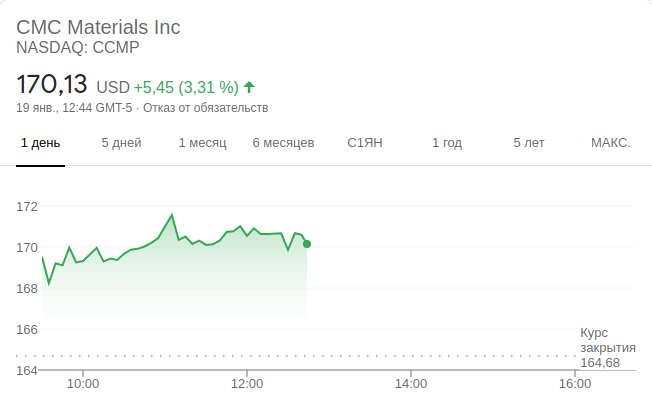 CMC Materials Inc
NASDAQ: CCMP
170,13 USD +5,45 (3,31 %)
19 янв., 12:44 GMT-5 · Отказ от обязательств
1 день 5 дней 1 месяц 6 месяцев С1ЯН 1 год 5 лет МАКС.
172
170
168
166
Курс
закрытия
164,68
164
10:00 12:00 14:00 16:00